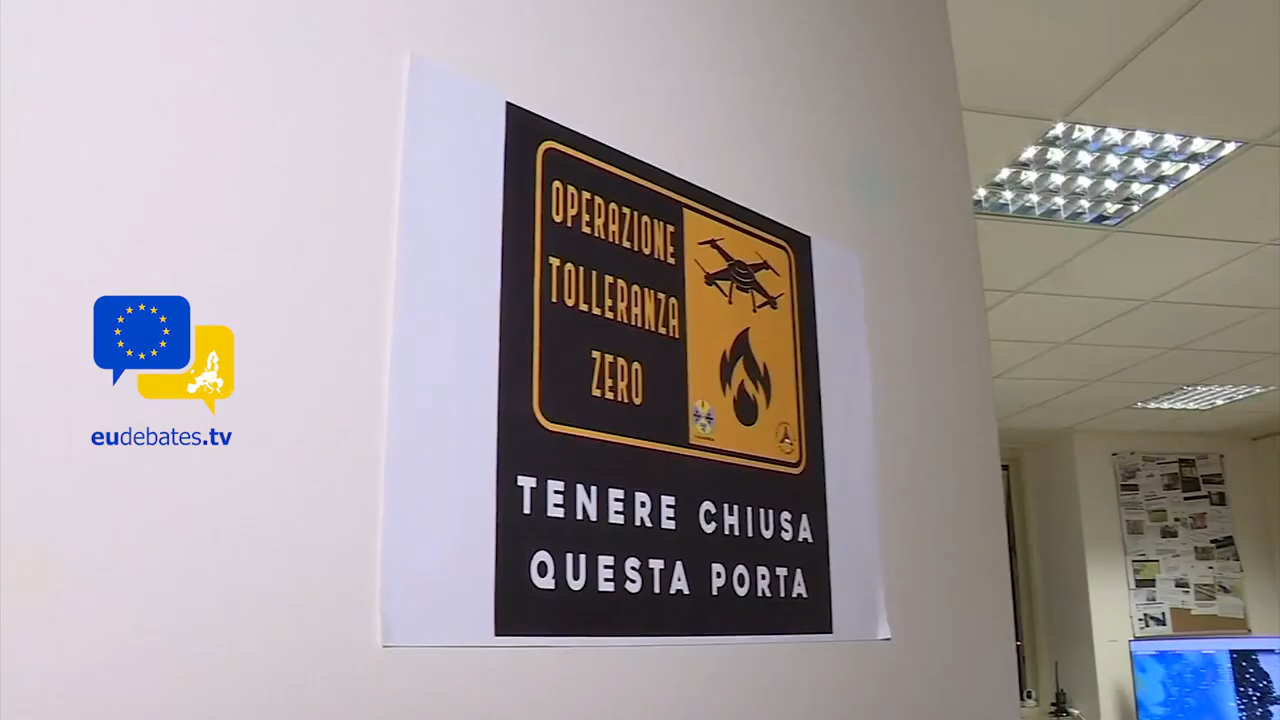 OPERAZIONE
TOLLERANZA
ZERO
TENERE CHIUSA
QUESTA PORTA
eudebates.tv